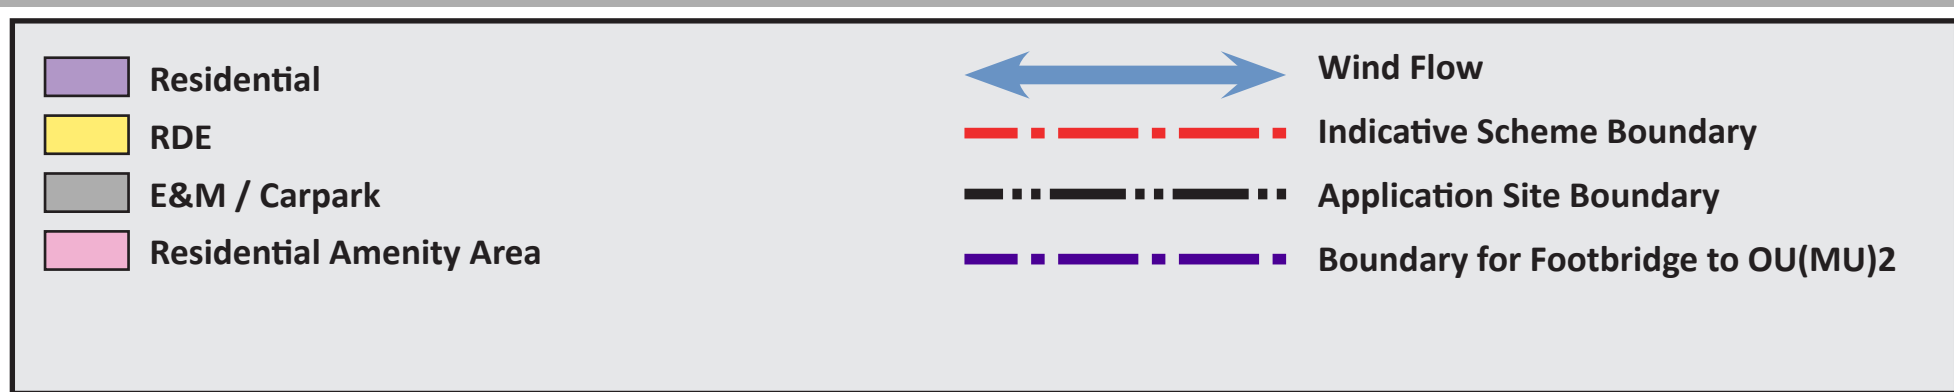 Residential
RDE
E&M / Carpark
Residential Amenity Area
Wind Flow
Indicative Scheme Boundary
Application Site Boundary
Boundary for Footbridge to OU(MU)2